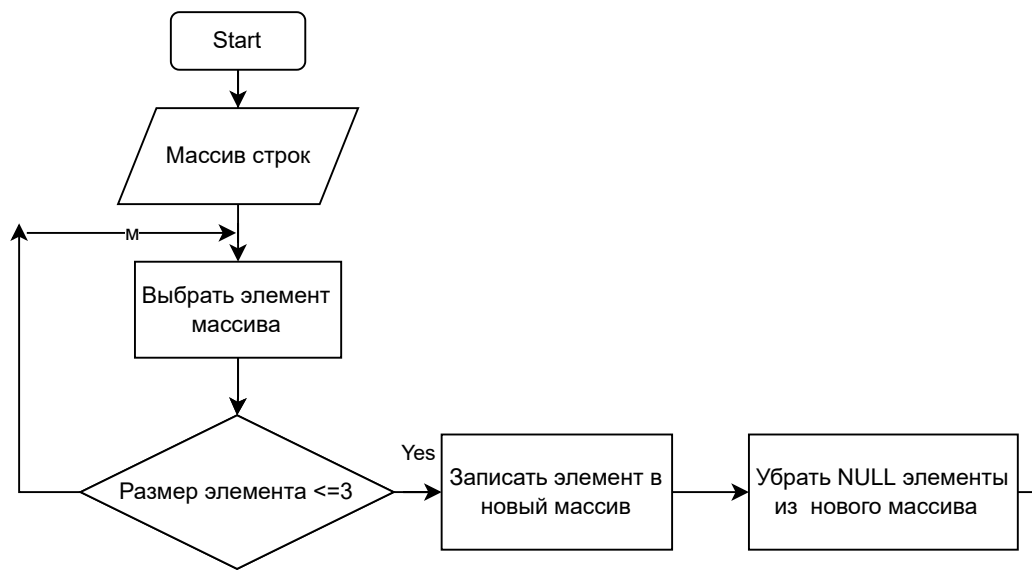 Start
Массив строк
м
Выбрать элемент
массива
Размер элемента <=3
Yes
Записать элемент в
новый массив
Убрать NULL элементы
из нового массива